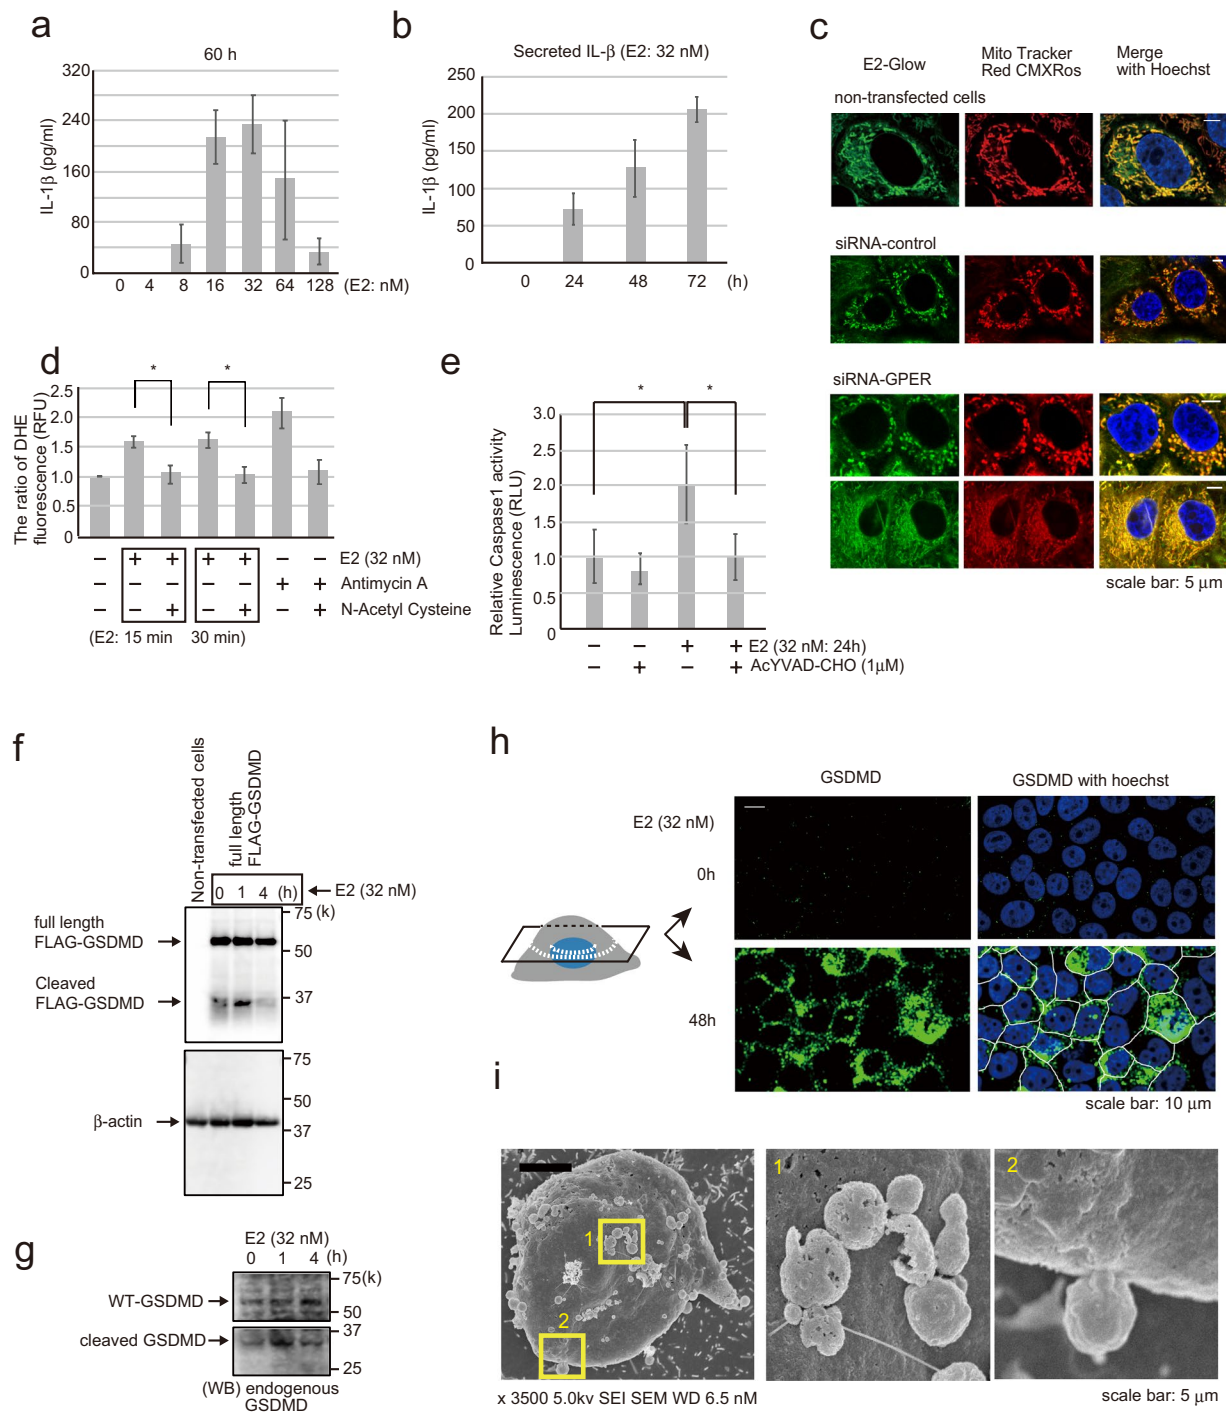 a
60 h
IL-1β (pg/ml)
320
240
160
80
0
0 4 8 16 32 64 128 (E2: nM)
b
Secreted IL-β (E2: 32 nM)
IL-1β (pg/ml)
250
200
150
100
50
0
0 24 48 72 (h)
c
E2-Glow
Mito Tracker
Red CMXRos
Merge
with Hoechst
non-transfected cells
siRNA-control
siRNA-GPER
scale bar: 5 μm
d
The ratio of DHE
fluorescence (RFU)
2.5
2.0
1.5
1.0
0.5
0
* *
− + + + + − − E2 (32 nM)
− − − − − + + Antimycin A
− − + − + − + N-Acetyl Cysteine
(E2: 15 min 30 min)
e
Relative Caspase1 activity
Luminescence (RLU)
3.0
2.5
2.0
1.5
1.0
0.5
0
* *
− − + + E2 (32 nM: 24h)
− + − + AcYVAD-CHO (1μM)
f
Non-transfected cells
full length
FLAG-GSDMD
0 1 4 (h) E2 (32 nM)
75 (k)
full length
FLAG-GSDMD
50
Cleaved
FLAG-GSDMD
37
75
50
β-actin
37
25
g
E2 (32 nM)
0 1 4 (h)
75(k)
WT-GSDMD
50
37
cleaved GSDMD
25
(WB) endogenous
GSDMD
h
GSDMD
GSDMD with hoechst
E2 (32 nM)
0h
48h
scale bar: 10 μm
i
1
2
1
2
x 3500 5.0kv SEI SEM WD 6.5 nM
scale bar: 5 μm